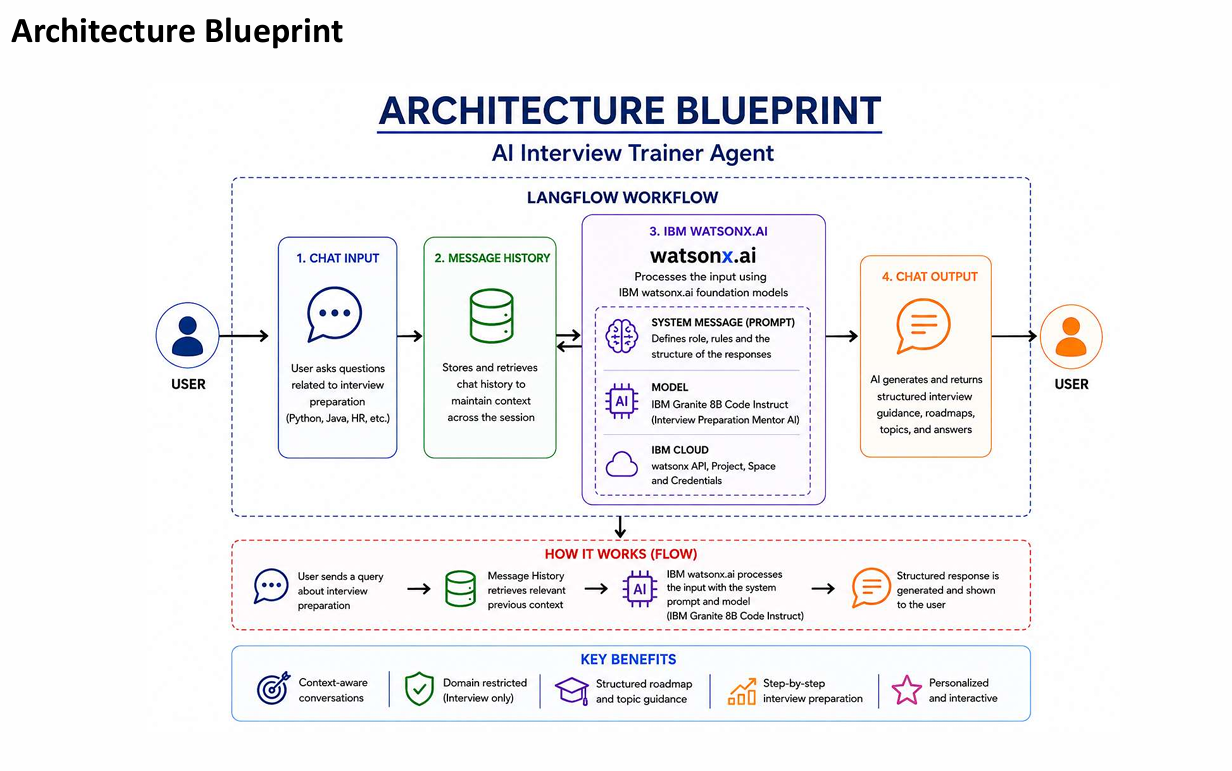 Architecture Blueprint
ARCHITECTURE BLUEPRINT
AI Interview Trainer Agent
LANGFLOW WORKFLOW
USER
1. CHAT INPUT
User asks questions
related to interview
preparation
(Python, Java, HR, etc.)
2. MESSAGE HISTORY
Stores and retrieves
chat history to
maintain context
across the session
3. IBM WATSONX.AI
watsonx.ai
Processes the input using
IBM watsonx.ai foundation models
SYSTEM MESSAGE (PROMPT)
Defines role, rules and the
structure of the responses
AI
MODEL
IBM Granite 8B Code Instruct
(Interview Preparation Mentor AI)
IBM CLOUD
watsonx API, Project, Space
and Credentials
4. CHAT OUTPUT
AI generates and returns
structured interview
guidance, roadmaps,
topics, and answers
USER
HOW IT WORKS (FLOW)
User sends a query
about interview
preparation
Message History
retrieves relevant
previous context
AI
IBM watsonx.ai processes
the input with the system
prompt and model
(IBM Granite 8B Code Instruct)
Structured response is
generated and shown
to the user
KEY BENEFITS
Context-aware
conversations
Domain restricted
(Interview only)
Structured roadmap
and topic guidance
Step-by-step
interview preparation
Personalized
and interactive